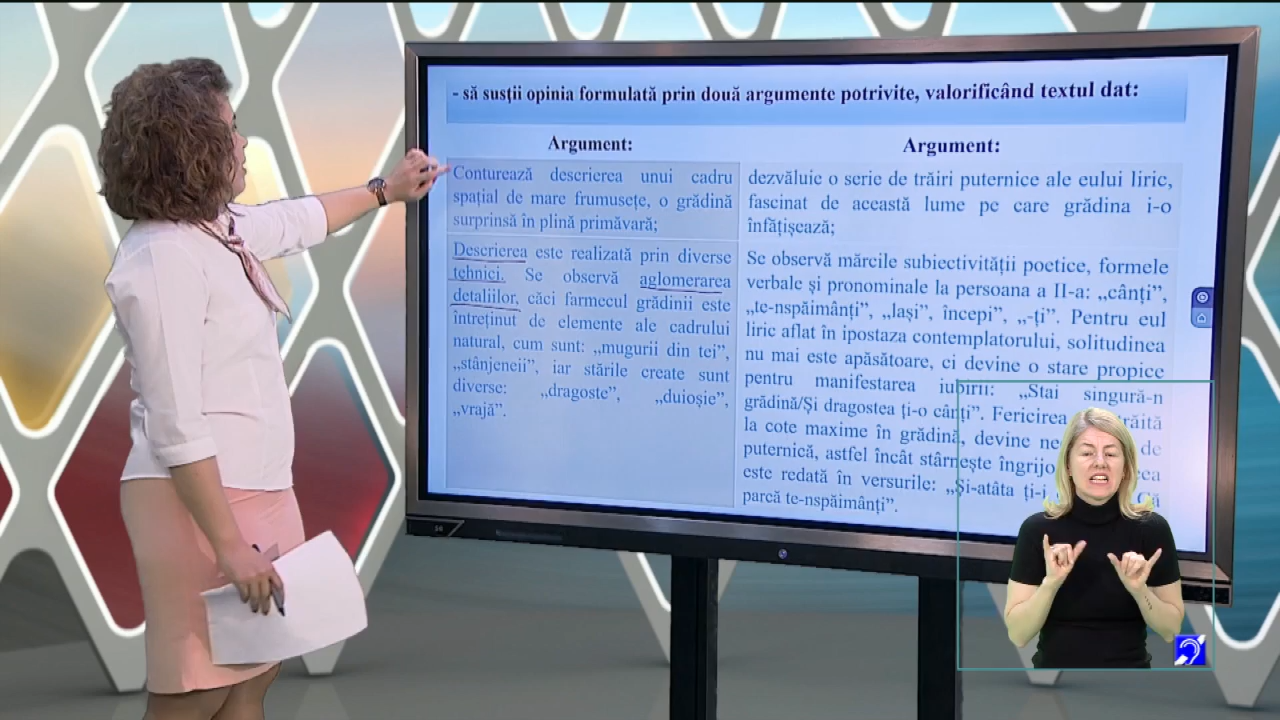 - să susții opinia formulată prin două argumente potrivite, valorificând textul dat:
Argument:
Conturează descrierea unui cadru
spațial de mare frumusețe, o grădină
surprinsă în plină primăvară;
Descrierea este realizată prin diverse
tehnici. Se observă aglomerarea
detaliilor, căci farmecul grădinii este
întreținut de elemente ale cadrului
natural, cum sunt: „mugurii din tei”,
„stânjeneii”, iar stările create sunt
diverse: „dragoste”, „duioșie”,
„vrajă”.
Argument:
dezvăluie o serie de trăiri puternice ale eului liric,
fascinat de această lume pe care grădina i-o
înfățișează;
Se observă mărcile subiectivității poetice, formele
verbale și pronominale la persoana a II-a: „cânți”,
„te-nspăimânți”, „lași”, începi”, „-ți”. Pentru eul
liric aflat în ipostaza contemplatorului, solitudinea
nu mai este apăsătoare, ci devine o stare propice
pentru manifestarea iubirii: „Stai singură-n
grădină/Și dragostea ți-o cânți”. Fericirea
la cote maxime în grădină, devine de
puternică, astfel încât stârnește
este redată în versurile: „Și-atâta ți-i
parcă te-nspăimânți”.